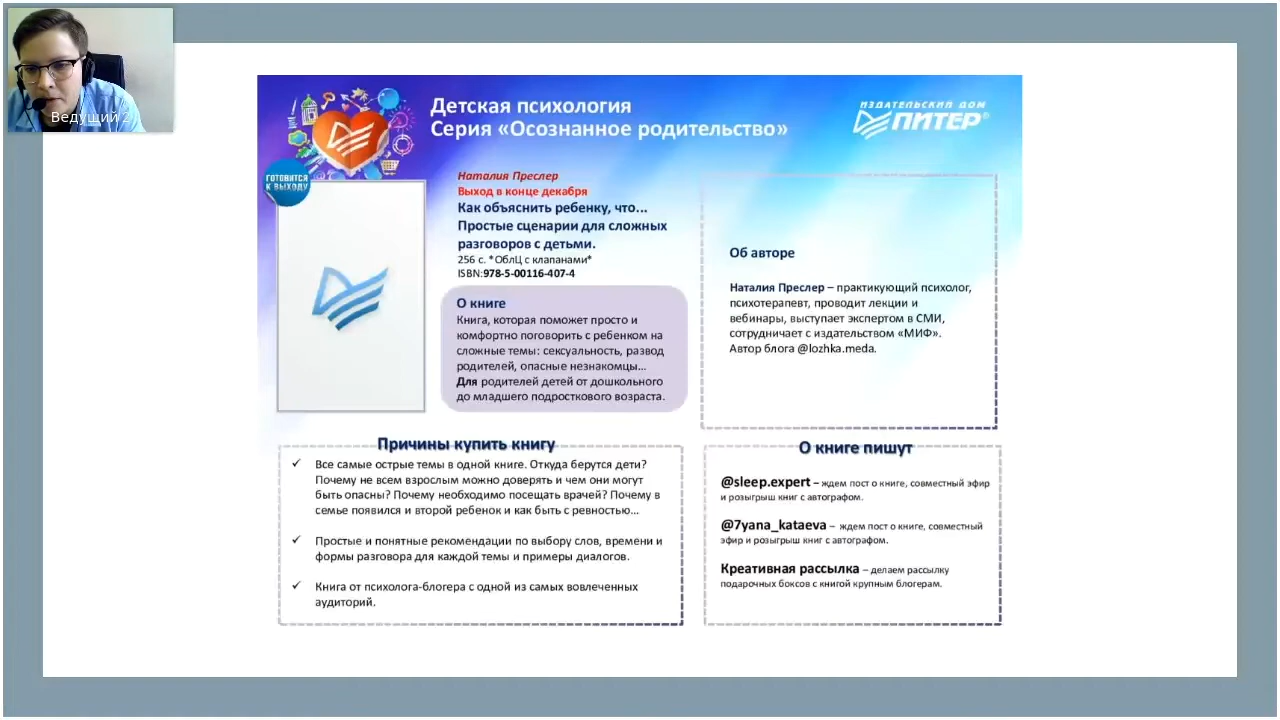 Ведущий 2
Детская психология
Серия «Осознанное родительство»
ИЗДАТЕЛЬСКИЙ ДОМ
ПИТЕР®
ГОТОВИТСЯ
К ВЫХОДУ
Наталия Преслер
Выход в конце декабря
Как объяснить ребенку, что...
Простые сценарии для сложных
разговоров с детьми.
256 с. *ОблЦ с клапанами*
ISBN:978-5-00116-407-4
О книге
Книга, которая поможет просто и
комфортно поговорить с ребенком на
сложные темы: сексуальность, развод
родителей, опасные незнакомцы...
Для родителей детей от дошкольного
до младшего подросткового возраста.
Об авторе
Наталия Преслер – практикующий психолог,
психотерапевт, проводит лекции и
вебинары, выступает экспертом в СМИ,
сотрудничает с издательством «МИФ».
Автор блога @lozhka.meda.
Причины купить книгу
✓ Все самые острые темы в одной книге. Откуда берутся дети?
Почему не всем взрослым можно доверять и чем они могут
быть опасны? Почему необходимо посещать врачей? Почему в
семье появился и второй ребенок и как быть с ревностью...
✓ Простые и понятные рекомендации по выбору слов, времени и
формы разговора для каждой темы и примеры диалогов.
✓ Книга от психолога-блогера с одной из самых вовлеченных
аудиторий.
О книге пишут
@sleep.expert – ждем пост о книге, совместный эфир
и розыгрыш книг с автографом.
@7yana_kataeva – ждем пост о книге, совместный
эфир и розыгрыш книг с автографом.
Креативная рассылка – делаем рассылку
подарочных боксов с книгой крупным блогерам.